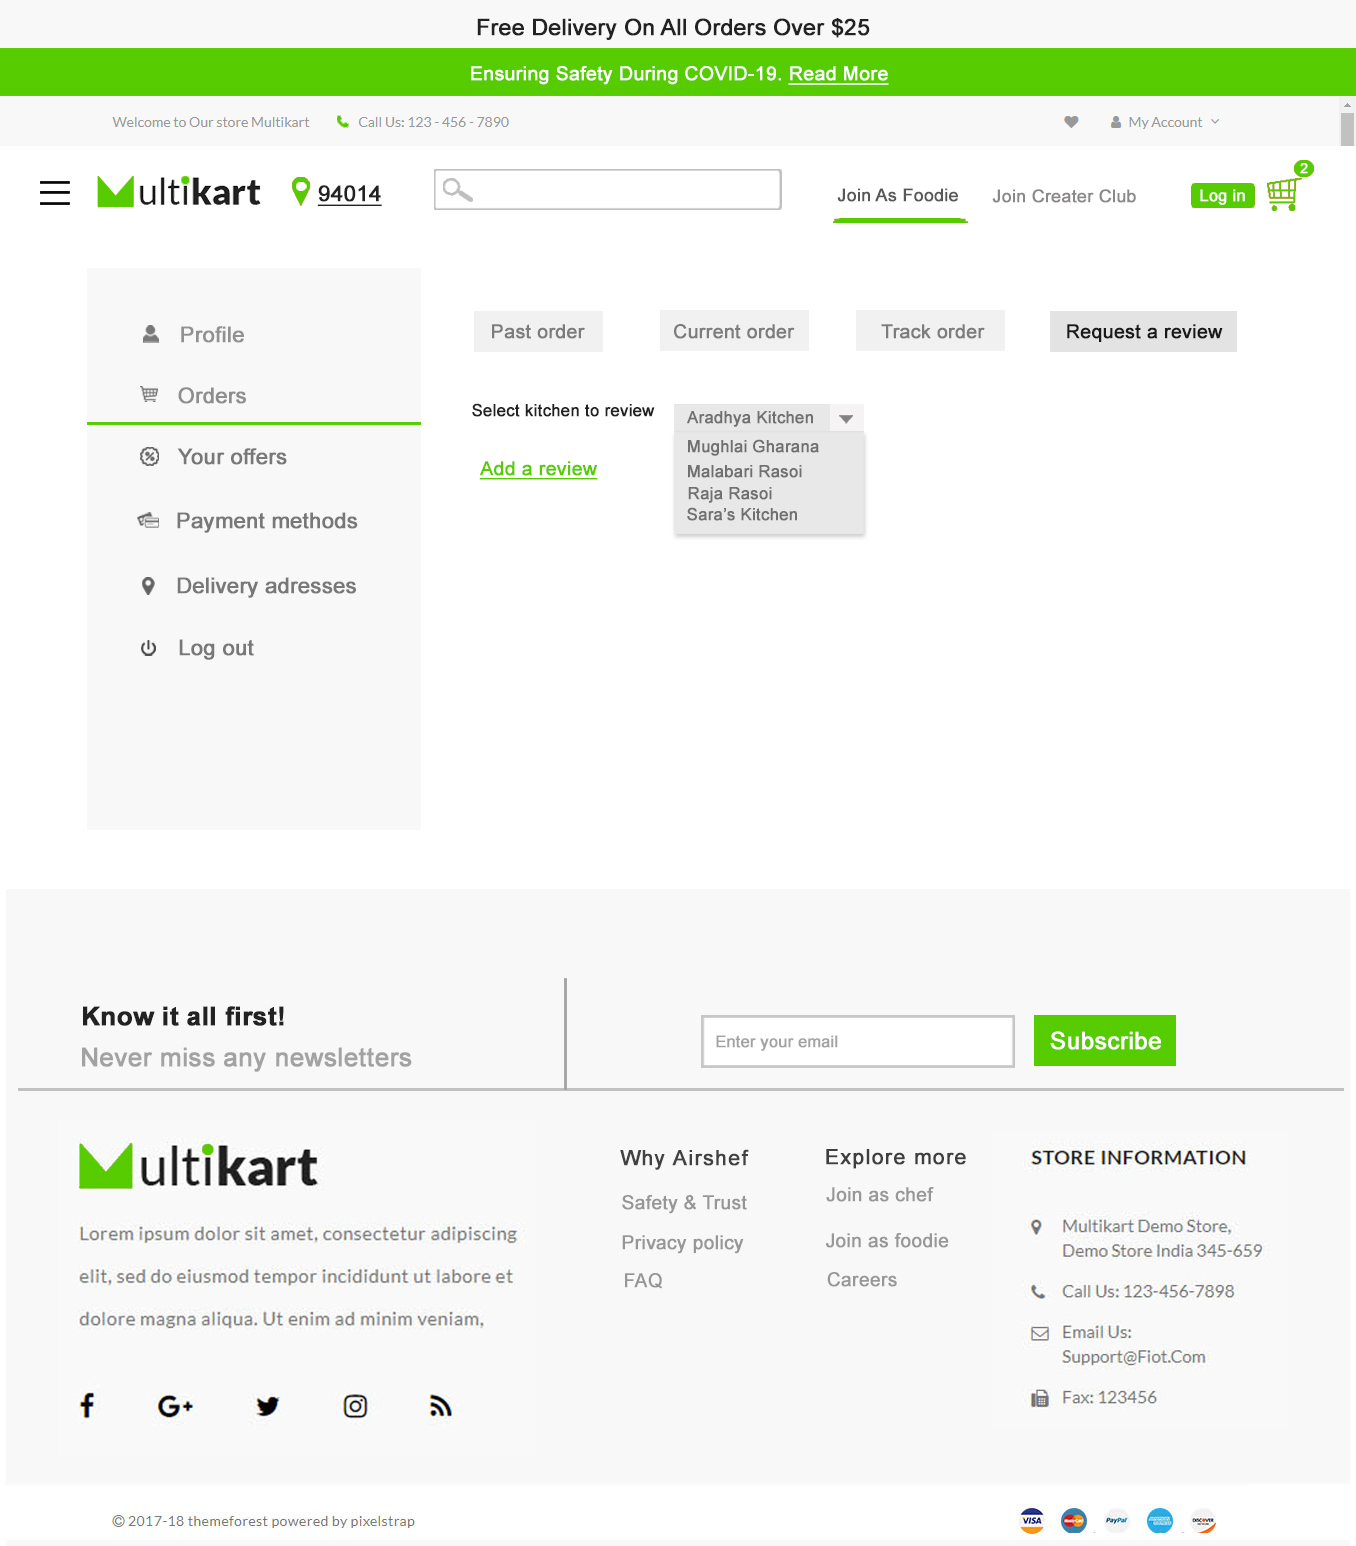 Free Delivery On All Orders Over $25
Ensuring Safety During COVID-19. Read More
Welcome to Our store Multikart
Call Us: 123 - 456 - 7890
My Account
ultikart
94014
Join As Foodie
Join Creater Club
Log in
2
Profile
Orders
Your offers
Payment methods
Delivery adresses
Log out
Past order
Current order
Track order
Request a review
Select kitchen to review
Aradhya Kitchen
Mughlai Gharana
Malabari Rasoi
Raja Rasoi
Sara’s Kitchen
Add a review
Know it all first!
Never miss any newsletters
Enter your email
Subscribe
ultikart
Lorem ipsum dolor sit amet, consectetur adipiscing
elit, sed do eiusmod tempor incididunt ut labore et
dolore magna aliqua. Ut enim ad minim veniam,
G+
Why Airshef
Safety & Trust
Privacy policy
FAQ
Explore more
Join as chef
Join as foodie
Careers
STORE INFORMATION
Multikart Demo Store,
Demo Store India 345-659
Call Us: 123-456-7898
Email Us:
Support@Fiot.Com
Fax: 123456
© 2017-18 themeforest powered by pixelstrap
VISA
MasterCard
PayPal
DISCOVER